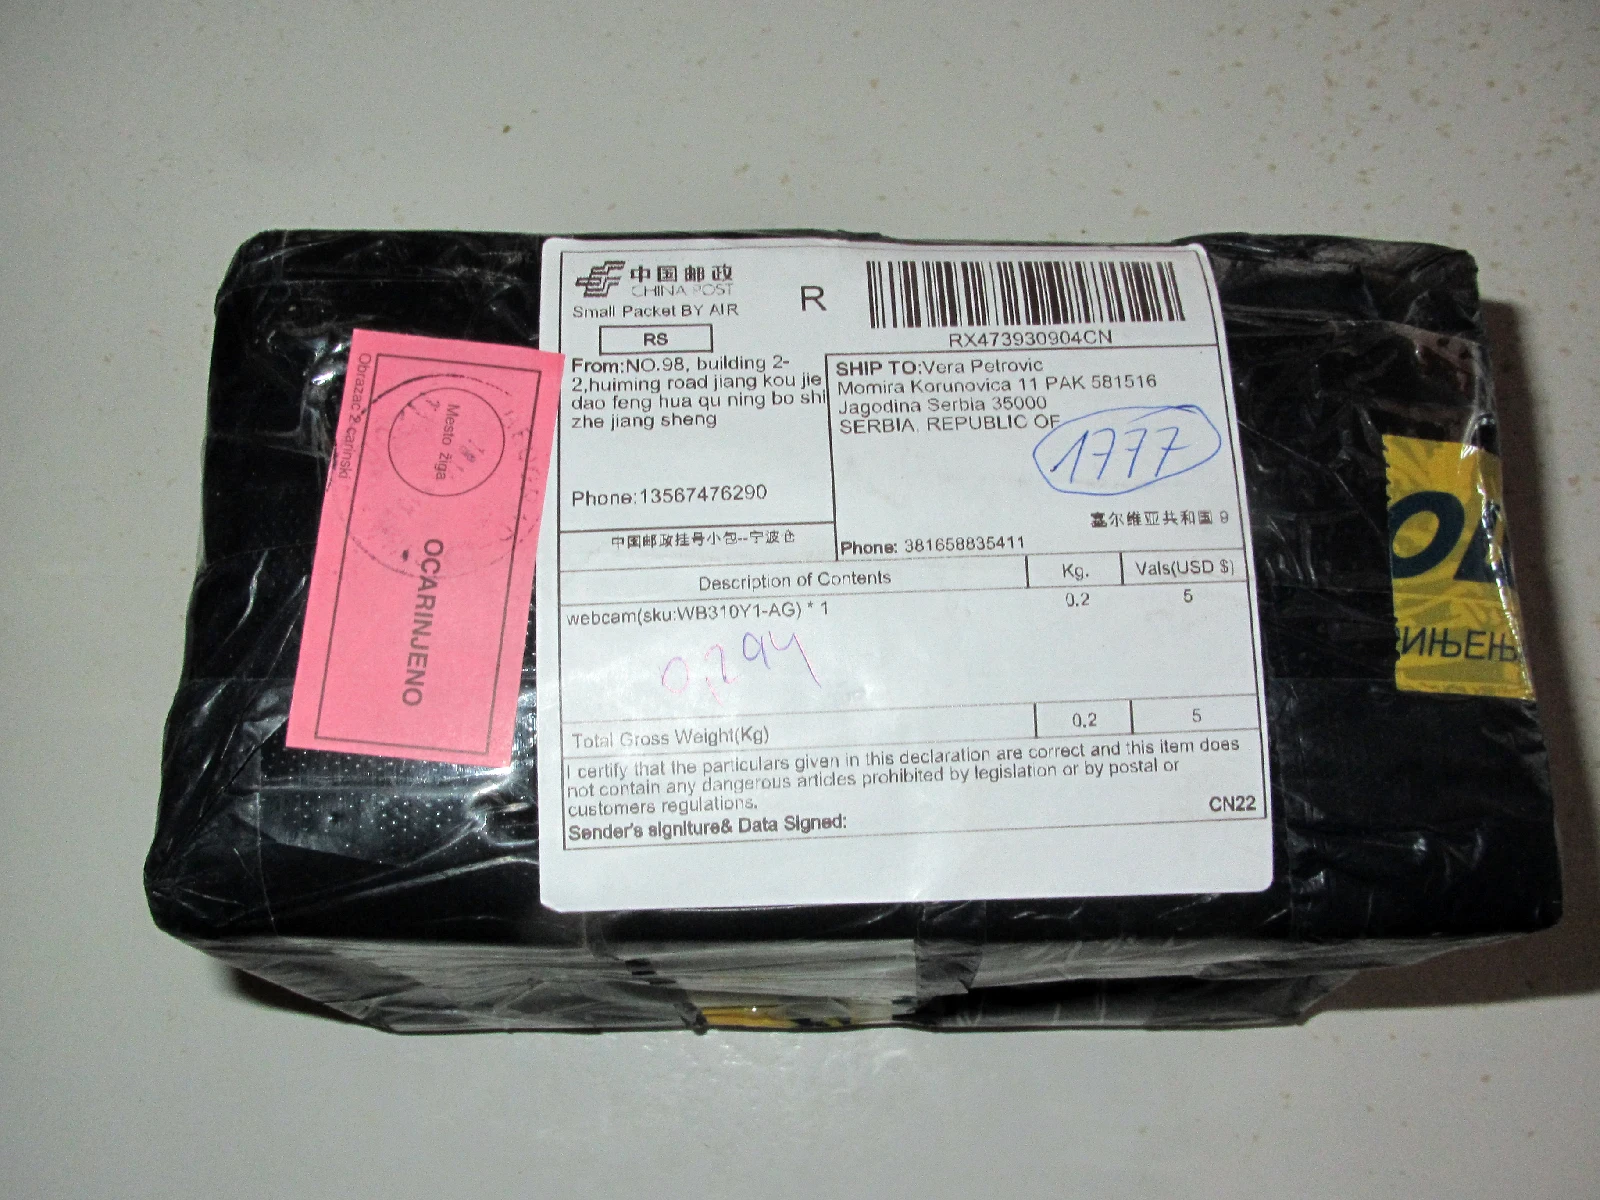 中国邮政
CHINA POST
Small Packet BY AIR
RS
R
RX473930904CN
From:NO.98, building 2-
2,huiming road jiang kou jie
dao feng hua qu ning bo shi
zhe jiang sheng
Phone:13567476290
中国邮政挂号小包--宁波仓
SHIP TO:Vera Petrovic
Momira Korunovica 11 PAK 581516
Jagodina Serbia 35000
SERBIA, REPUBLIC OF
1777
塞尔维亚共和国 9
Phone: 381658835411
Description of Contents Kg. Vals(USD $)
webcam(sku:WB310Y1-AG) * 1 0.2 5
0,294
Total Gross Weight(Kg) 0.2 5
I certify that the particulars given in this declaration are correct and this item does
not contain any dangerous articles prohibited by legislation or by postal or
customers regulations.
Sender's signiture& Data Signed:
CN22
Obrazac 2 carinski
Mesto žiga
OCARINJENO